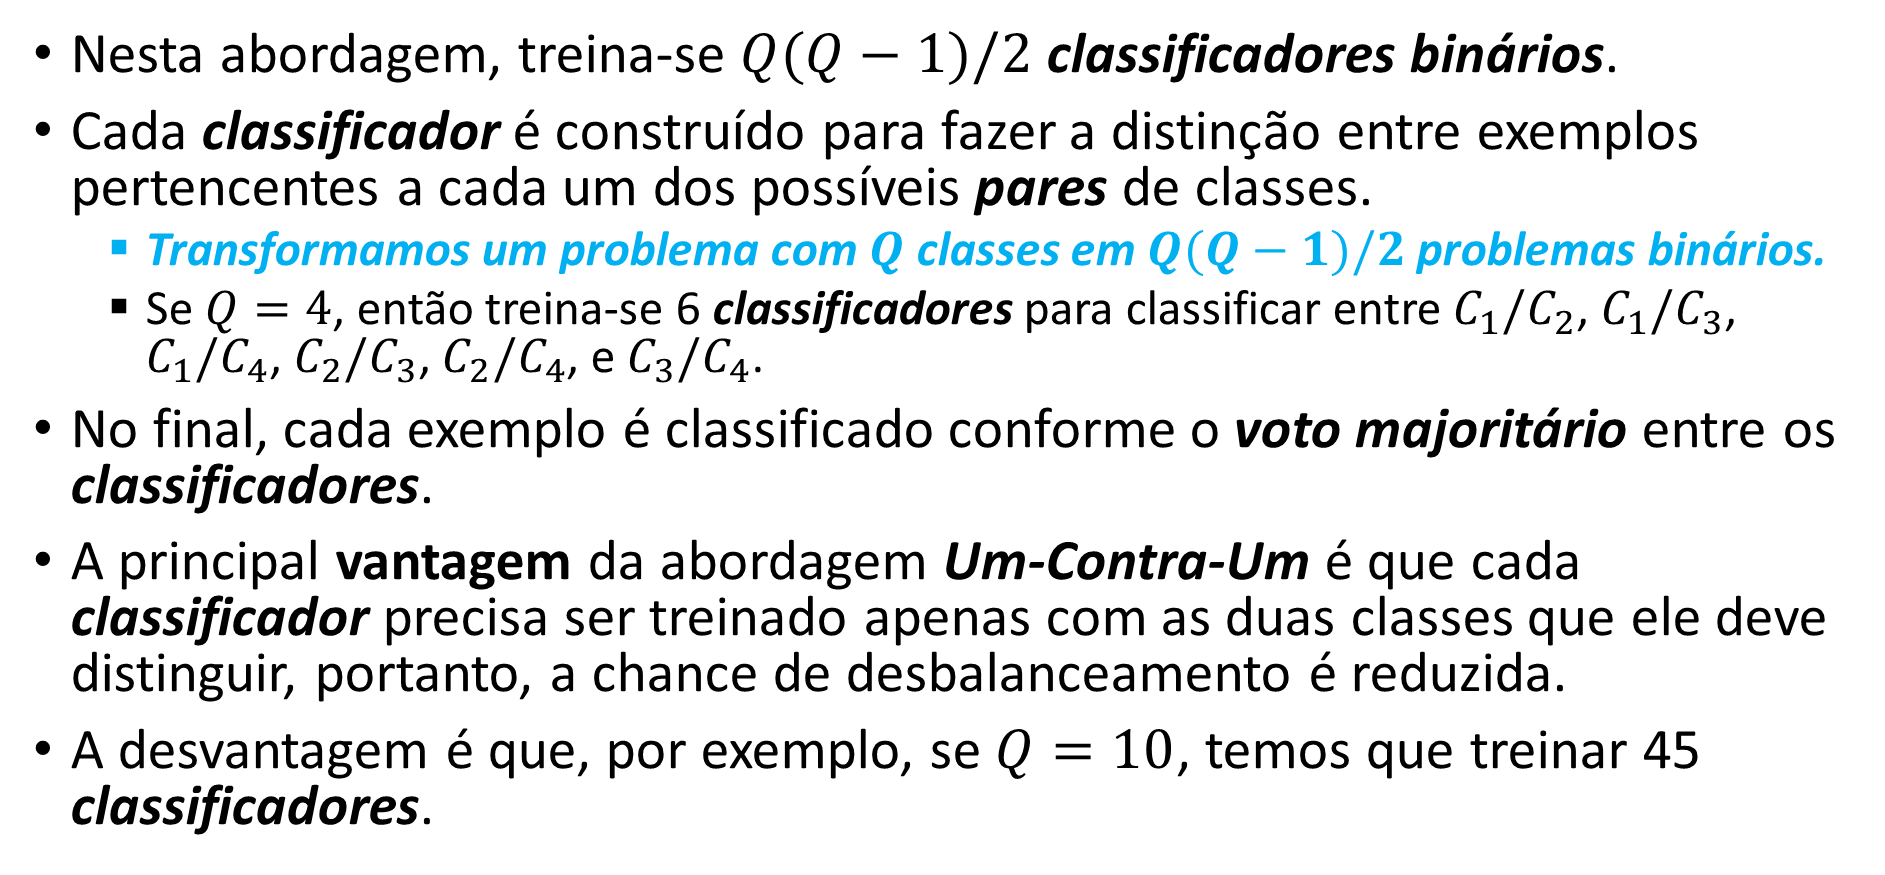 • Nesta abordagem, treina-se 𝑄(𝑄 − 1)/2 classificadores binários.
• Cada classificador é construído para fazer a distinção entre exemplos
pertencentes a cada um dos possíveis pares de classes.
▪ Transformamos um problema com 𝑸 classes em 𝑸(𝑸 − 𝟏)/𝟐 problemas binários.
▪ Se 𝑄 = 4, então treina-se 6 classificadores para classificar entre 𝐶₁/𝐶₂, 𝐶₁/𝐶₃,
𝐶₁/𝐶₄, 𝐶₂/𝐶₃, 𝐶₂/𝐶₄, e 𝐶₃/𝐶₄.
• No final, cada exemplo é classificado conforme o voto majoritário entre os
classificadores.
• A principal vantagem da abordagem Um-Contra-Um é que cada
classificador precisa ser treinado apenas com as duas classes que ele deve
distinguir, portanto, a chance de desbalanceamento é reduzida.
• A desvantagem é que, por exemplo, se 𝑄 = 10, temos que treinar 45
classificadores.